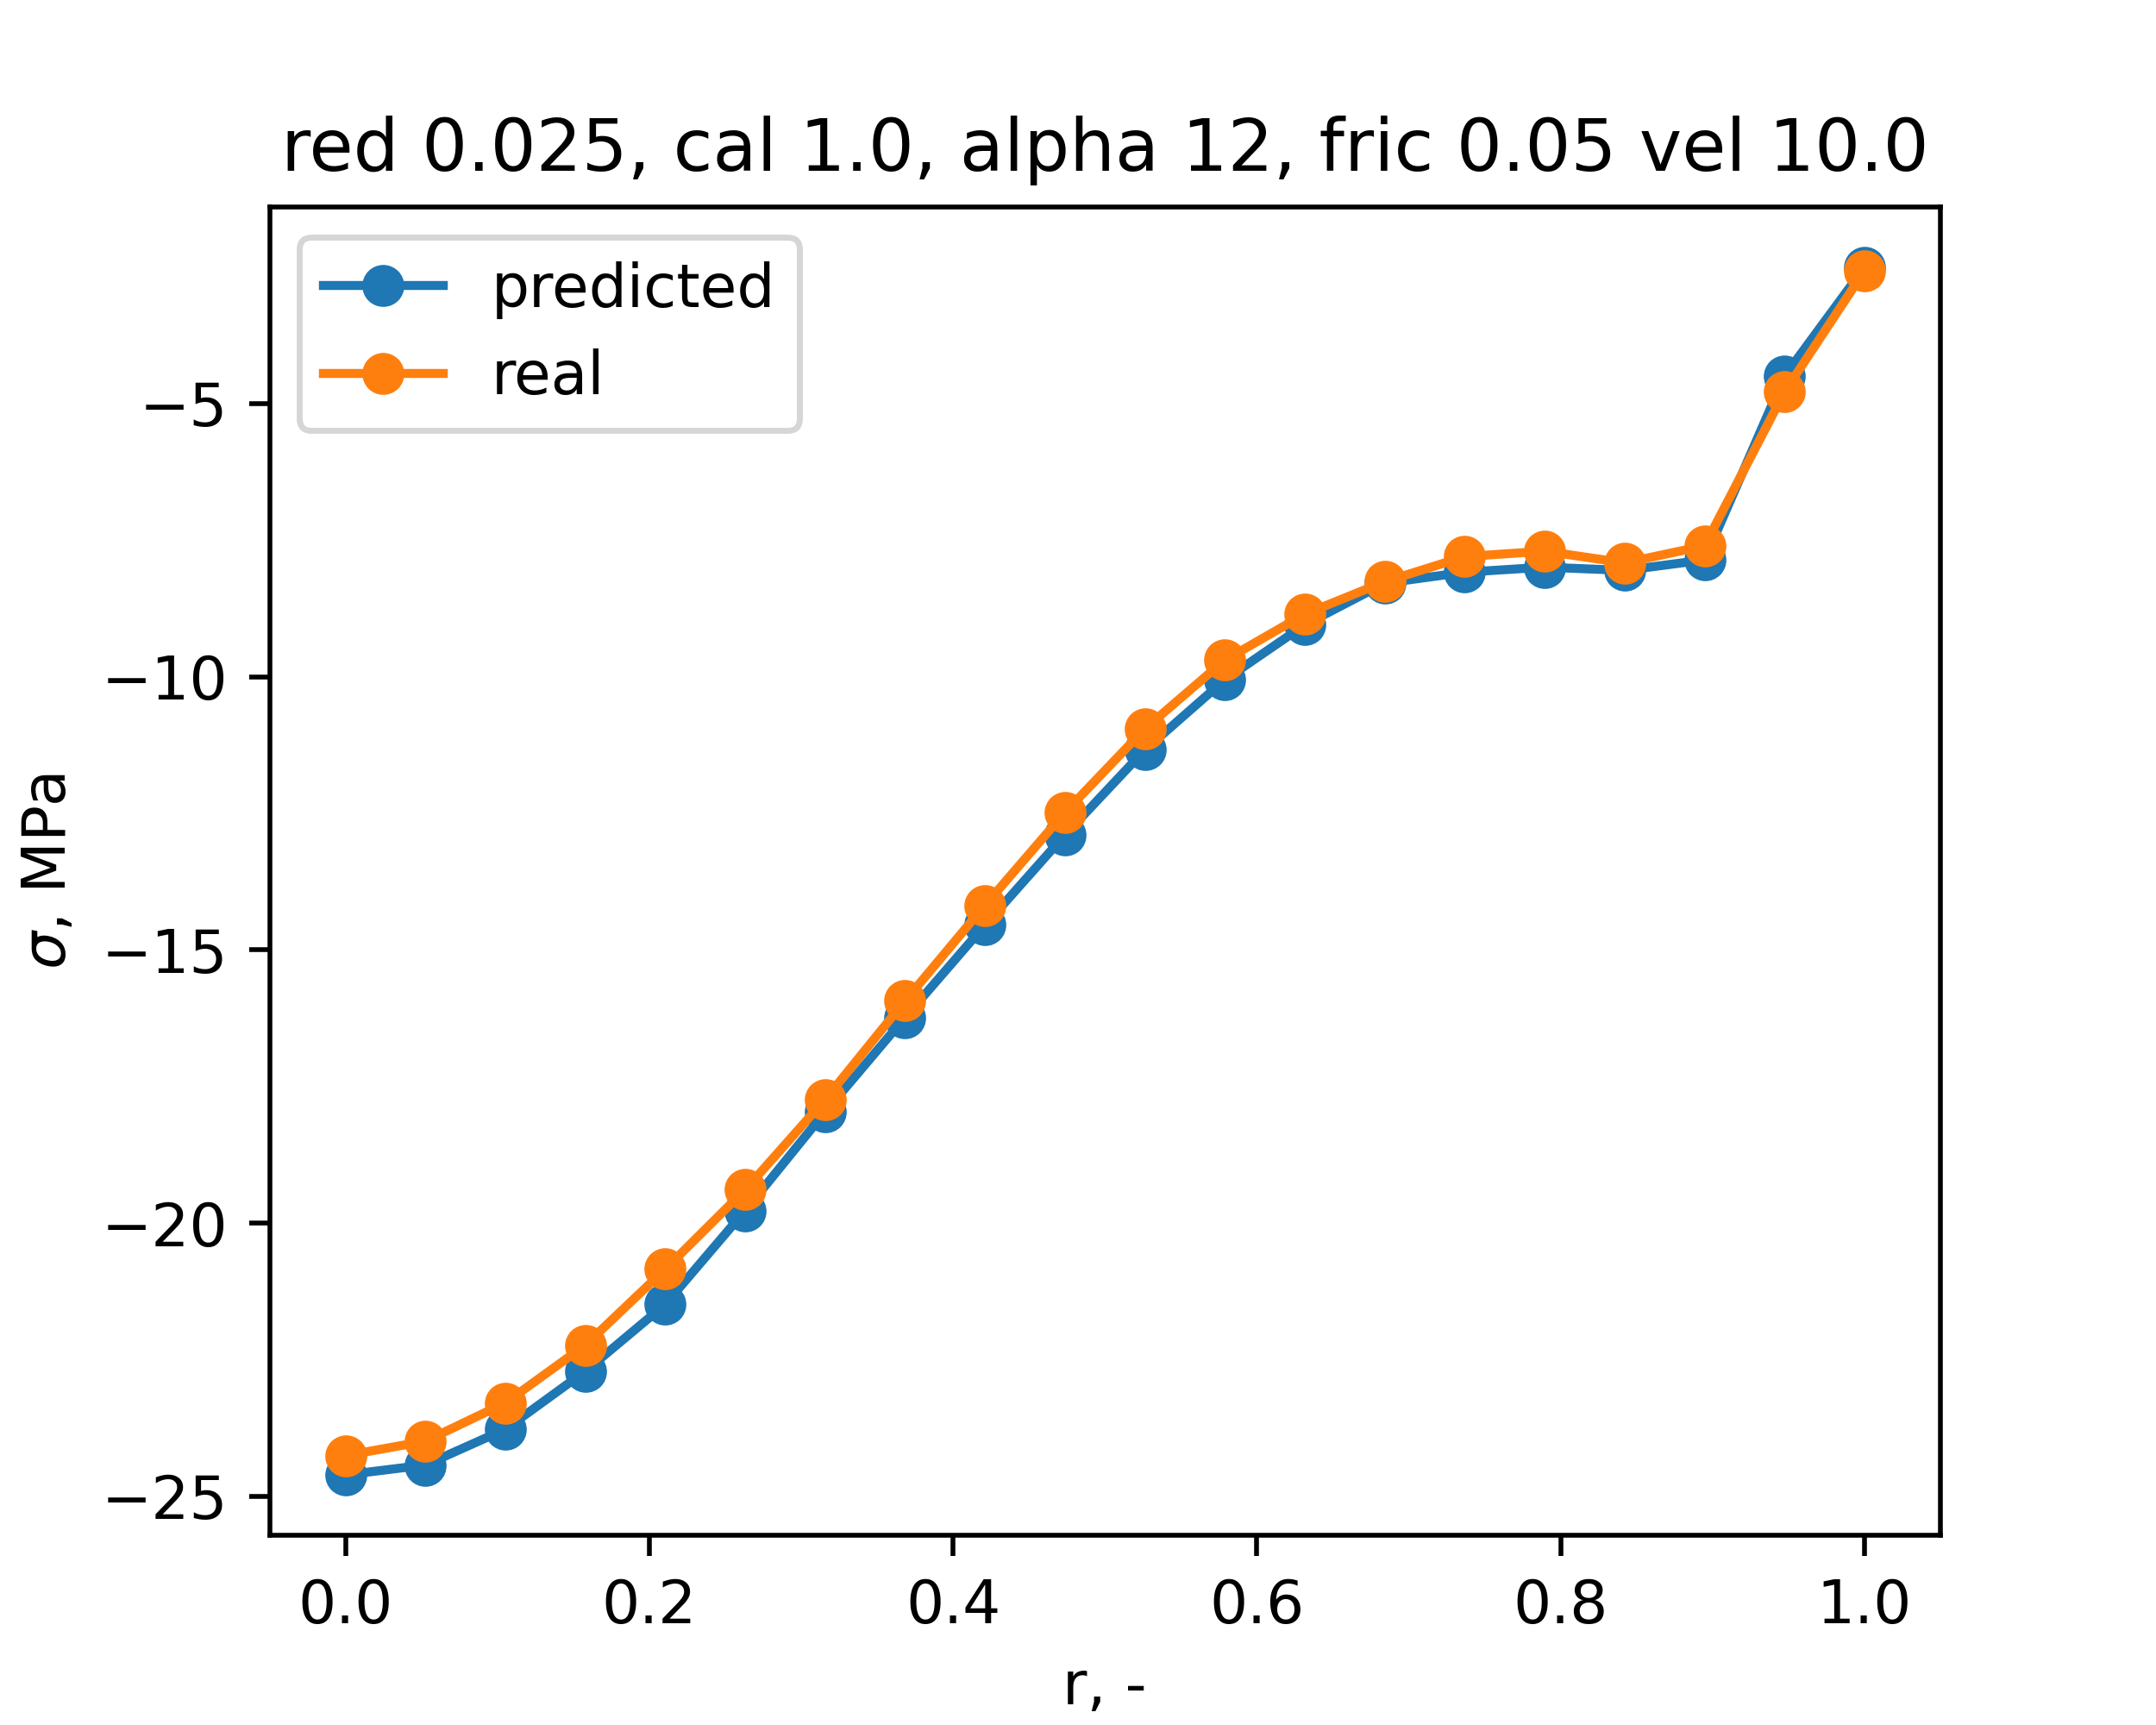 red 0.025, cal 1.0, alpha 12, fric 0.05 vel 10.0
predicted
real
−5
−10
−15
−20
−25
σ, MPa
0.0 0.2 0.4 0.6 0.8 1.0
r, -